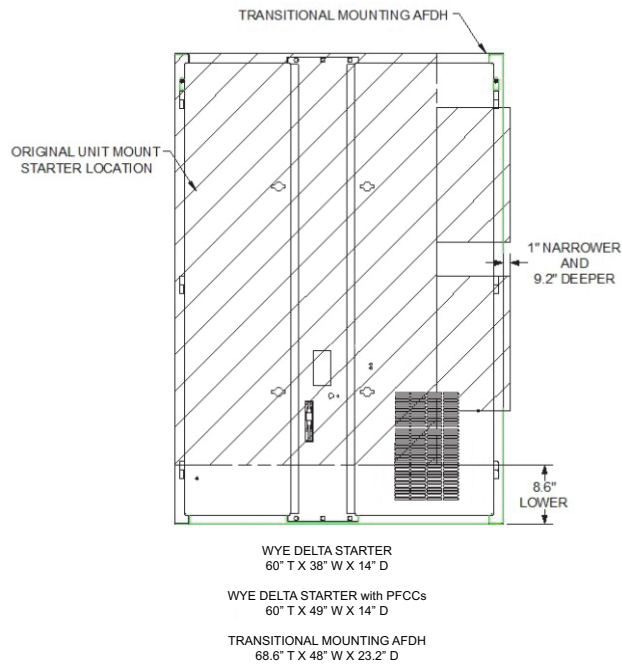 TRANSITIONAL MOUNTING AFDH
ORIGINAL UNIT MOUNT
STARTER LOCATION
1" NARROWER
AND
9.2" DEEPER
8.6"
LOWER
WYE DELTA STARTER
60” T X 38” W X 14” D
WYE DELTA STARTER with PFCCs
60” T X 49” W X 14” D
TRANSITIONAL MOUNTING AFDH
68.6” T X 48” W X 23.2” D